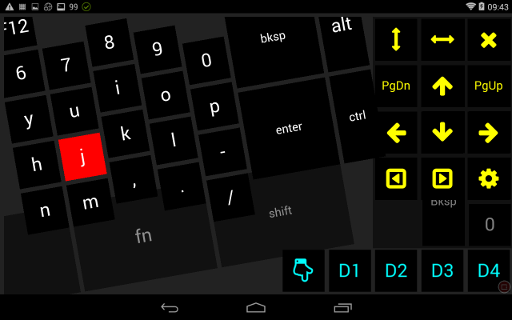 99 09:43
F12 8 9 0 bksp alt
6 7 i o p enter ctrl
y u k l -
h j , . / shift
n m fn
PgDn PgUp
Bksp
0
D1 D2 D3 D4